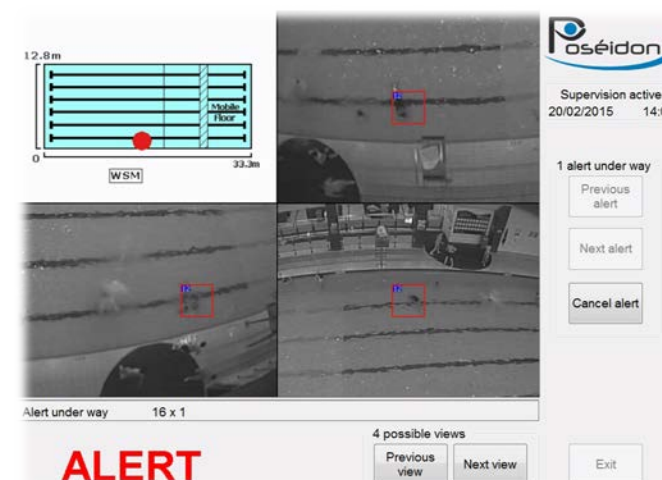 12.8m
Mobile
Floor
0
33.3m
WSM
Poséidon
Supervision active
20/02/2015
1 alert under way
Previous
alert
Next alert
Cancel alert
Alert under way 16 x 1
ALERT
4 possible views
Previous
view
Next view
Exit